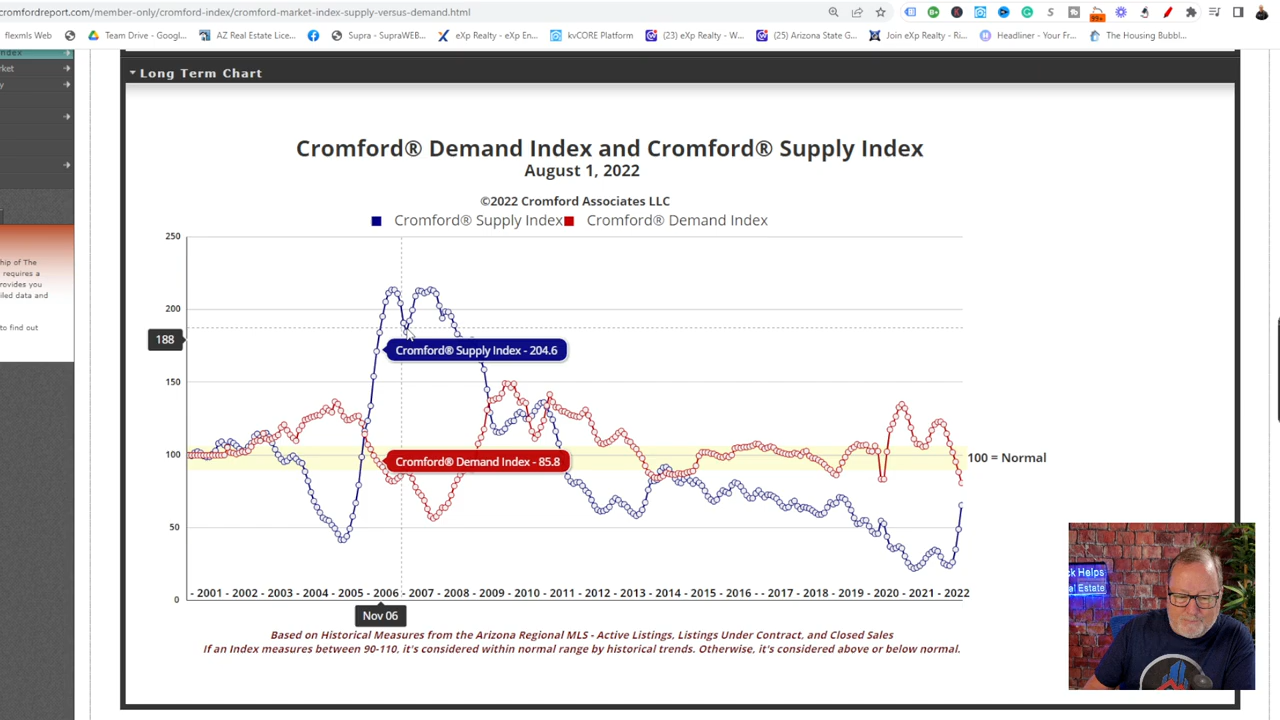 cromfordreport.com/member-only/cromford-index/cromford-market-index-supply-versus-demand.html
flexmls Web
Team Drive - Googl...
AZ Real Estate Lice...
Supra - SupraWEB...
eXp Realty - eXp En...
kvCORE Platform
(23) eXp Realty - W...
(25) Arizona State G...
Join eXp Realty - Ri...
Headliner - Your Fr...
The Housing Bubbl...
99+
Long Term Chart
Cromford® Demand Index and Cromford® Supply Index
August 1, 2022
©2022 Cromford Associates LLC
Cromford® Supply Index
Cromford® Demand Index
250
200
188
150
100
50
0
Cromford® Supply Index - 204.6
Cromford® Demand Index - 85.8
100 = Normal
- 2001 - 2002 - 2003 - 2004 - 2005 - 2006 - 2007 - 2008 - 2009 - 2010 - 2011 - 2012 - 2013 - 2014 - 2015 - 2016 - - 2017 - 2018 - 2019 - 2020 - 2021 - 2022
Nov 06
Based on Historical Measures from the Arizona Regional MLS - Active Listings, Listings Under Contract, and Closed Sales
If an Index measures between 90-110, it's considered within normal range by historical trends. Otherwise, it's considered above or below normal.
ship of The
requires a
provides you
iled data and
to find out
ck Helps
eal Estate